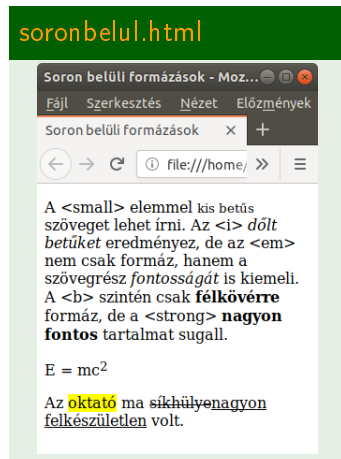 soronbelul.html
Soron belüli formázások - Moz...
Fájl Szerkesztés Nézet Előzmények
Soron belüli formázások × +
file:///home/ »
A <small> elemmel kis betűs
szöveget lehet írni. Az <i> dőlt
betűket eredményez, de az <em>
nem csak formáz, hanem a
szövegrész fontosságát is kiemeli.
A <b> szintén csak félkövérre
formáz, de a <strong> nagyon
fontos tartalmat sugall.
E = mc²
Az oktató ma síkhülyenagyon
felkészületlen volt.